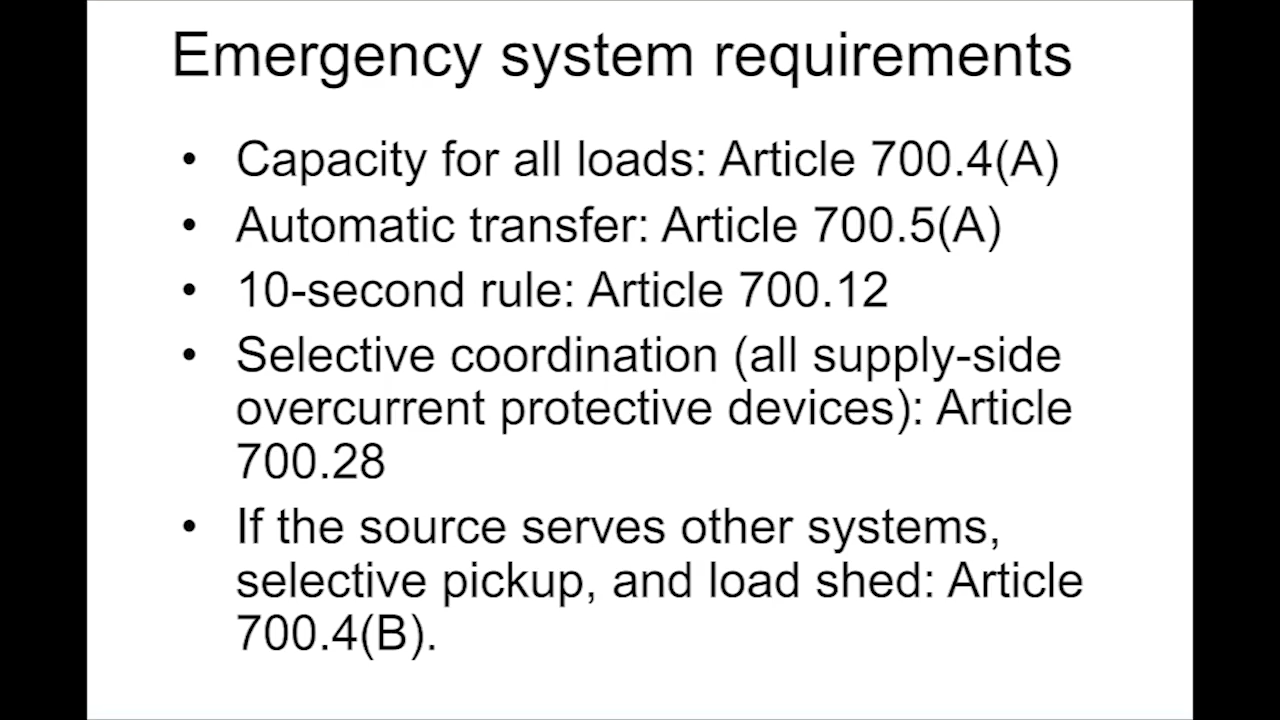 Emergency system requirements
• Capacity for all loads: Article 700.4(A)
• Automatic transfer: Article 700.5(A)
• 10-second rule: Article 700.12
• Selective coordination (all supply-side
overcurrent protective devices): Article
700.28
• If the source serves other systems,
selective pickup, and load shed: Article
700.4(B).